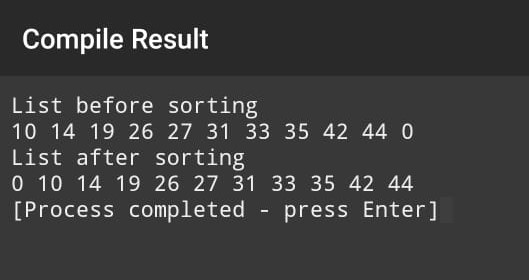 Compile Result
List before sorting
10 14 19 26 27 31 33 35 42 44 0
List after sorting
0 10 14 19 26 27 31 33 35 42 44
[Process completed - press Enter]